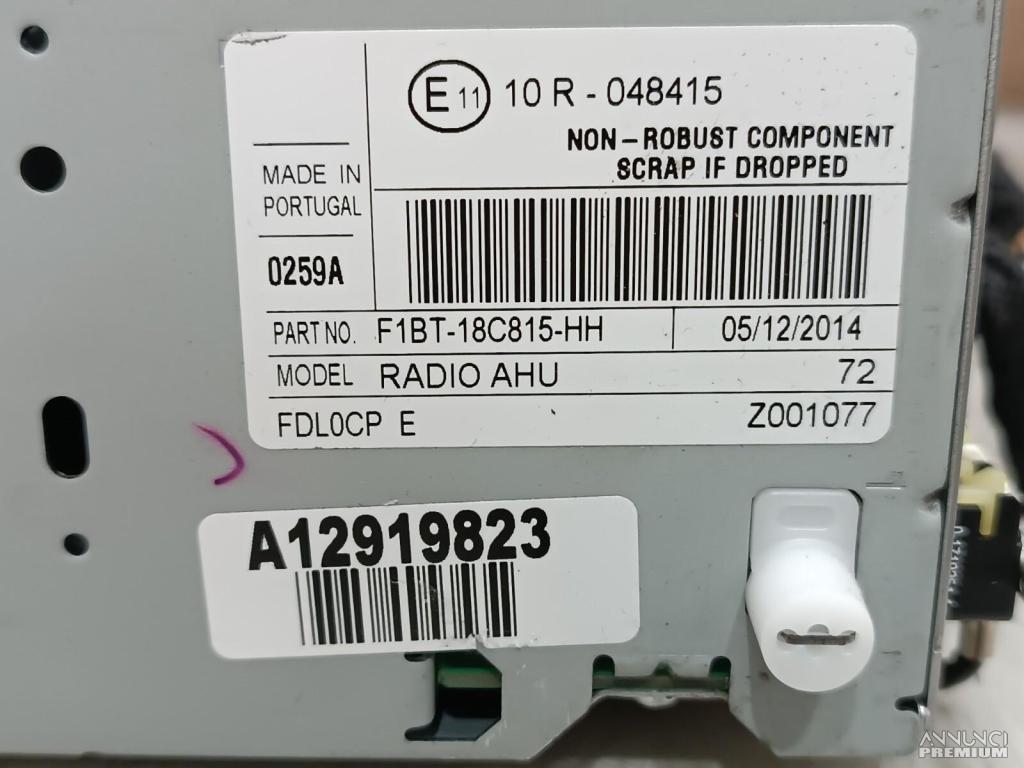 E 11 10 R - 048415
NON-ROBUST COMPONENT
SCRAP IF DROPPED
MADE IN
PORTUGAL
0259A
PART NO. F1BT-18C815-HH 05/12/2014
MODEL RADIO AHU 72
FDL0CP E Z001077
A12919823
ANNUNCI
PREMIUM